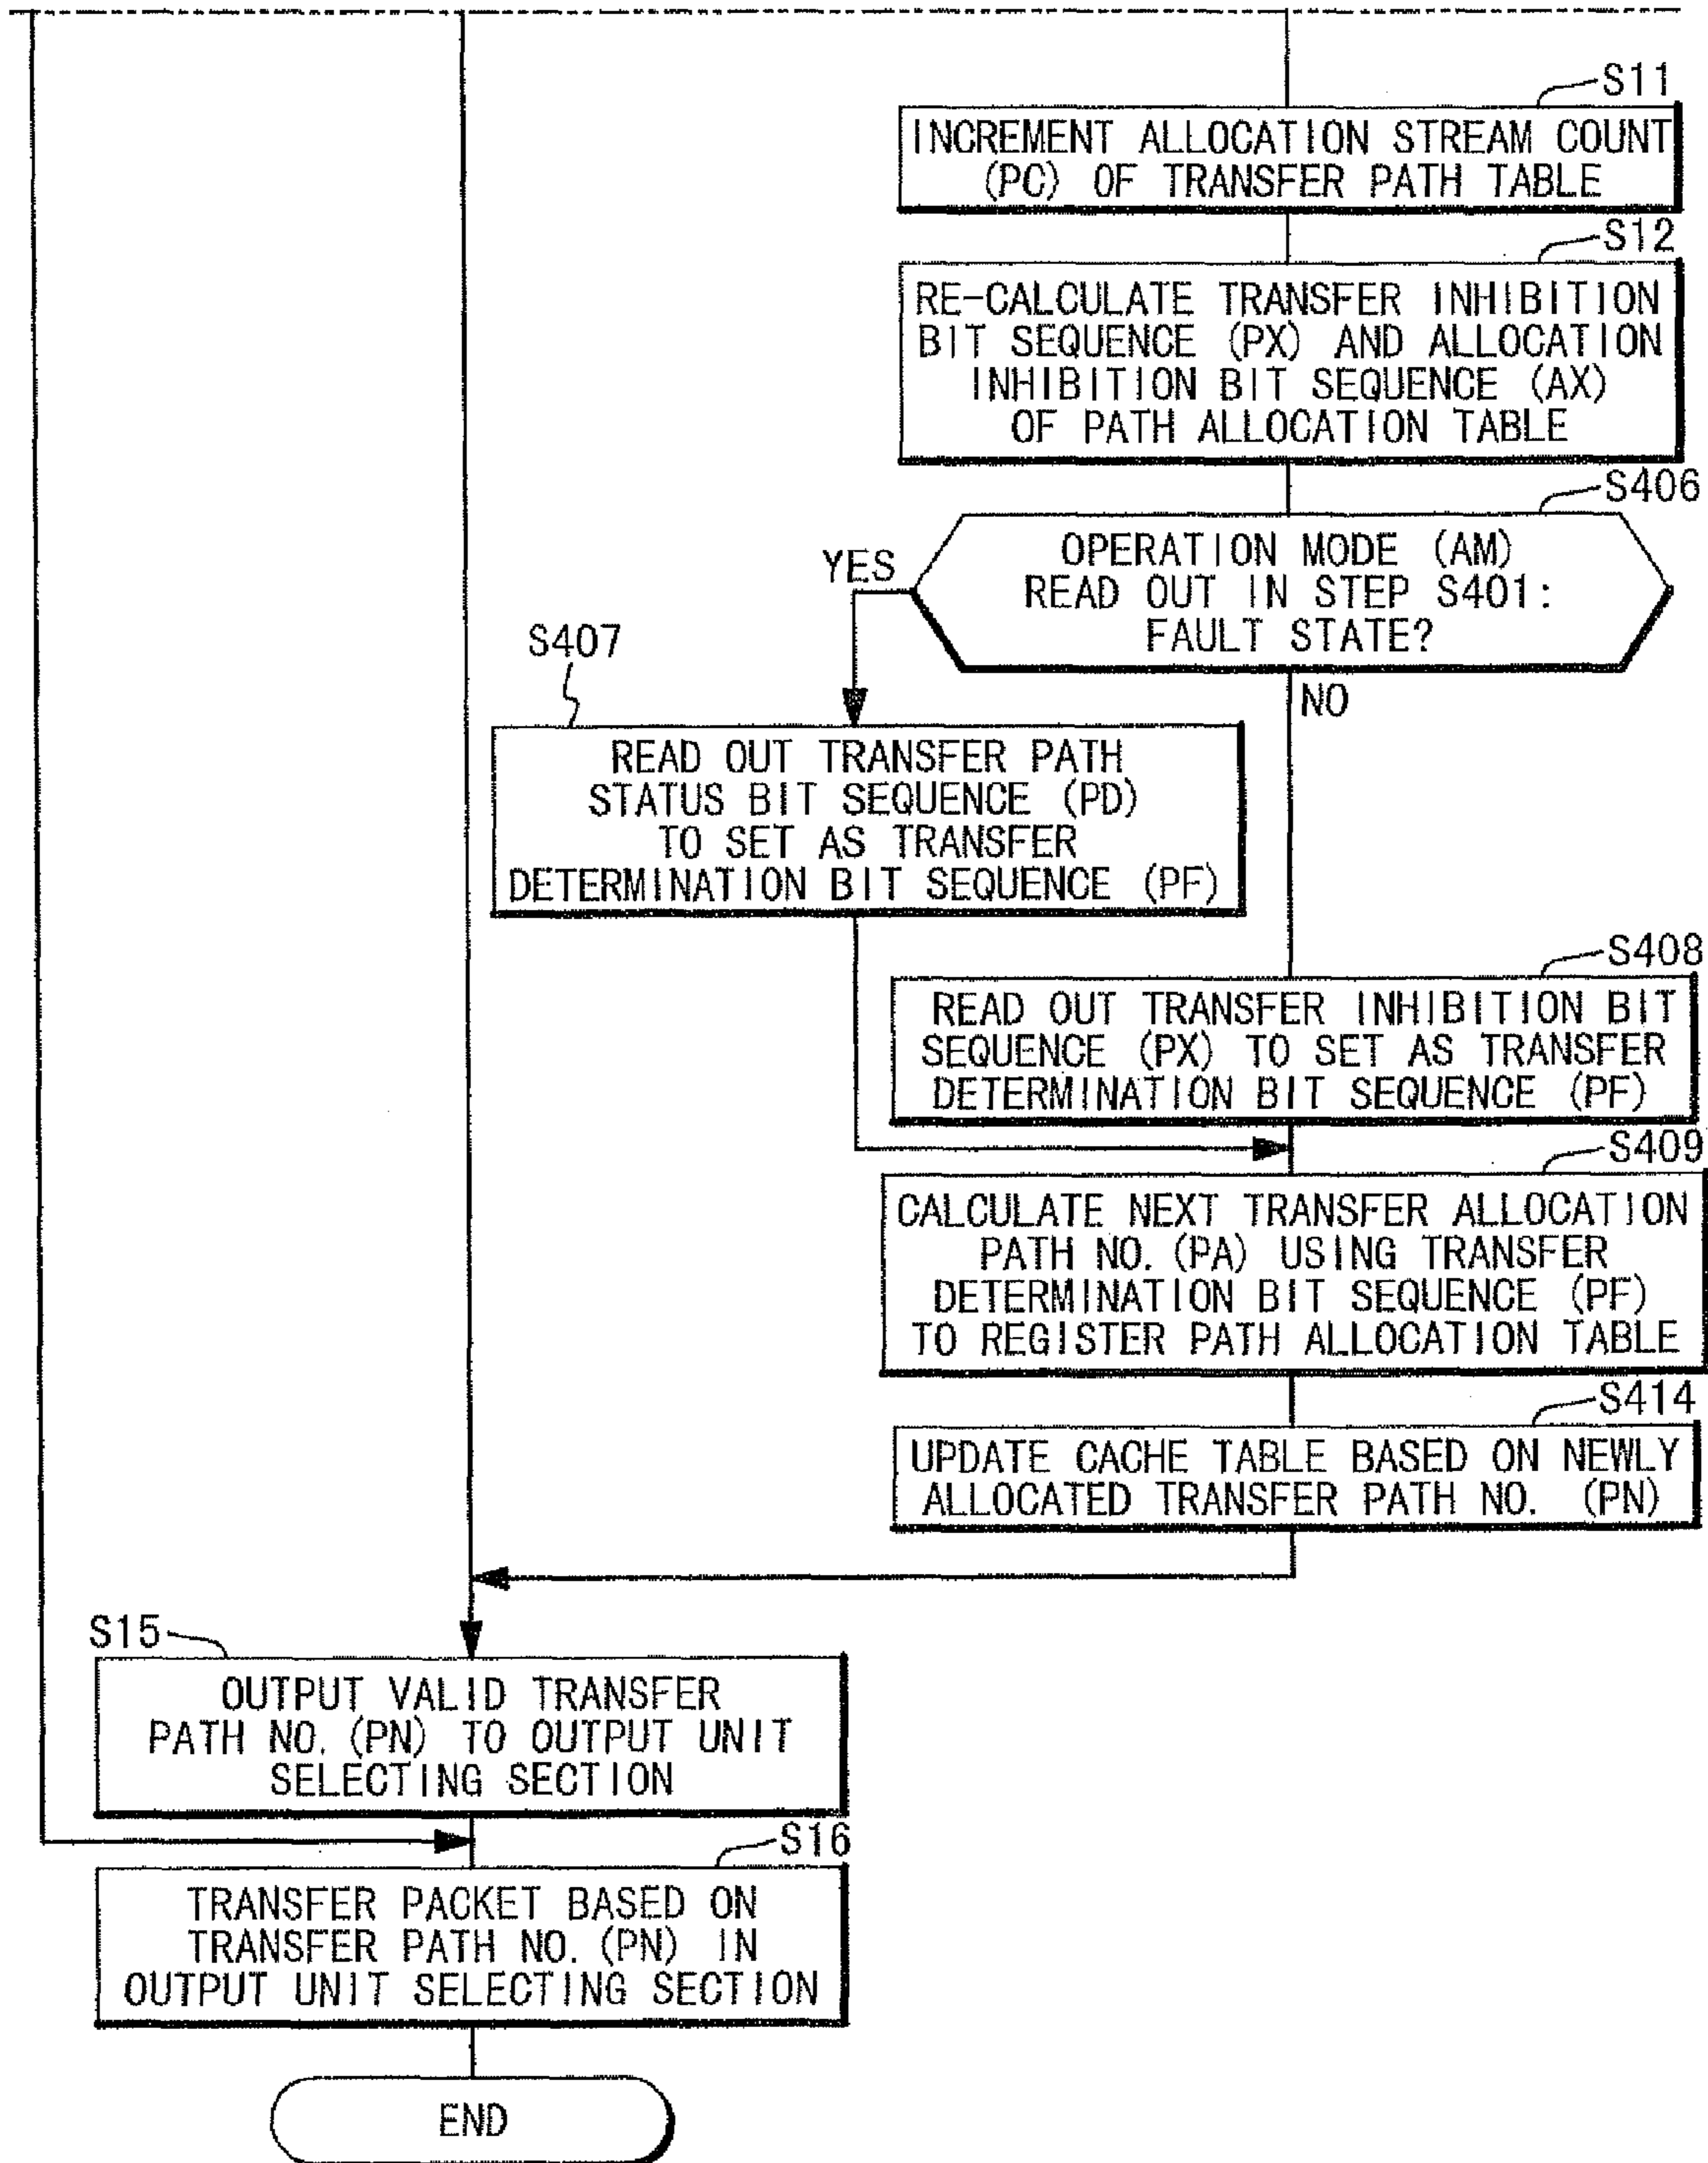 S11
INCREMENT ALLOCATION STREAM COUNT
(PC) OF TRANSFER PATH TABLE
S12
RE-CALCULATE TRANSFER INHIBITION
BIT SEQUENCE (PX) AND ALLOCATION
INHIBITION BIT SEQUENCE (AX)
OF PATH ALLOCATION TABLE
S406
OPERATION MODE (AM)
READ OUT IN STEP S401:
FAULT STATE?
YES
NO
S407
READ OUT TRANSFER PATH
STATUS BIT SEQUENCE (PD)
TO SET AS TRANSFER
DETERMINATION BIT SEQUENCE (PF)
S408
READ OUT TRANSFER INHIBITION BIT
SEQUENCE (PX) TO SET AS TRANSFER
DETERMINATION BIT SEQUENCE (PF)
S409
CALCULATE NEXT TRANSFER ALLOCATION
PATH NO. (PA) USING TRANSFER
DETERMINATION BIT SEQUENCE (PF)
TO REGISTER PATH ALLOCATION TABLE
S414
UPDATE CACHE TABLE BASED ON NEWLY
ALLOCATED TRANSFER PATH NO. (PN)
S15
OUTPUT VALID TRANSFER
PATH NO. (PN) TO OUTPUT UNIT
SELECTING SECTION
S16
TRANSFER PACKET BASED ON
TRANSFER PATH NO. (PN) IN
OUTPUT UNIT SELECTING SECTION
END